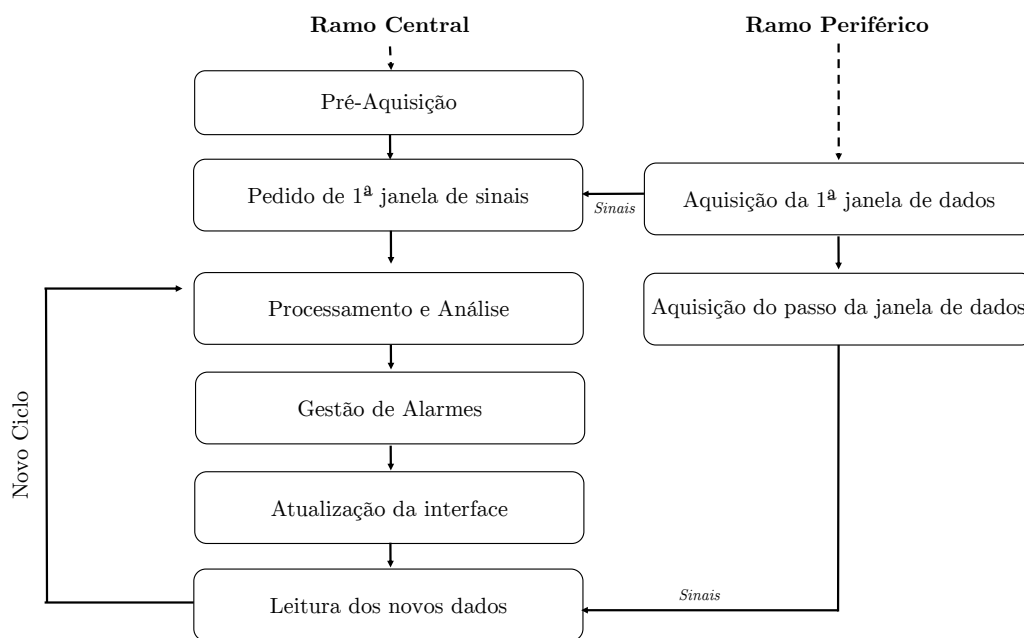 Ramo Central
Ramo Periférico
Pré-Aquisição
Pedido de 1ª janela de sinais
Sinais
Aquisição da 1ª janela de dados
Processamento e Análise
Aquisição do passo da janela de dados
Gestão de Alarmes
Novo Ciclo
Atualização da interface
Leitura dos novos dados
Sinais